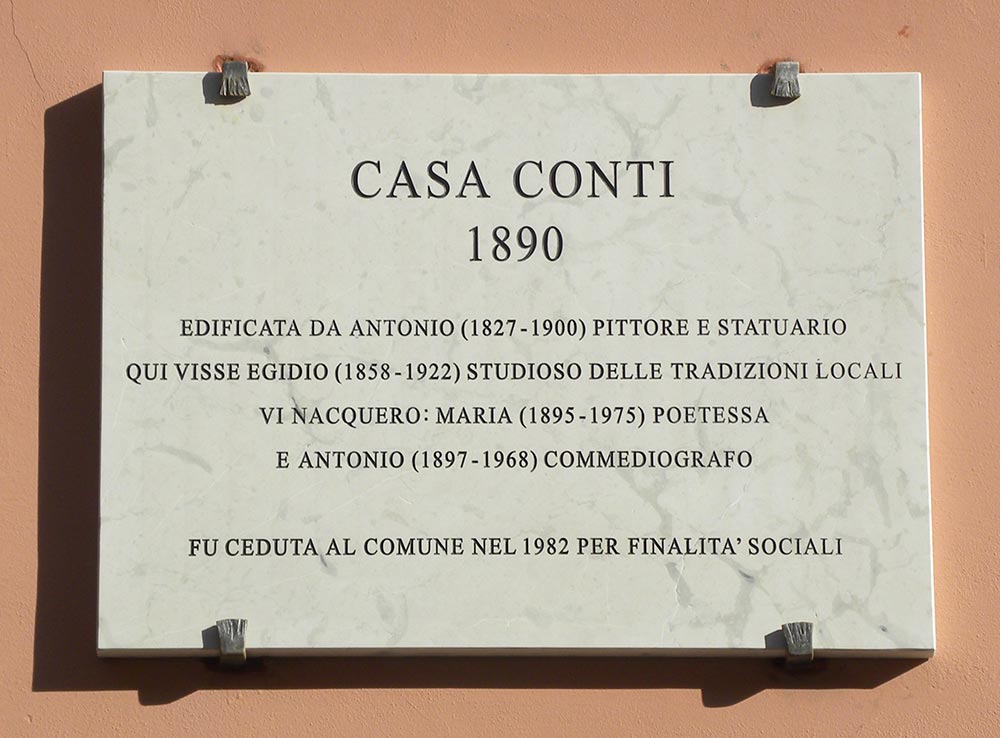 CASA CONTI
1890
EDIFICATA DA ANTONIO (1827-1900) PITTORE E STATUARIO
QUI VISSE EGIDIO (1858-1922) STUDIOSO DELLE TRADIZIONI LOCALI
VI NACQUERO: MARIA (1895-1975) POETESSA
E ANTONIO (1897-1968) COMMEDIOGRAFO
FU CEDUTA AL COMUNE NEL 1982 PER FINALITA' SOCIALI